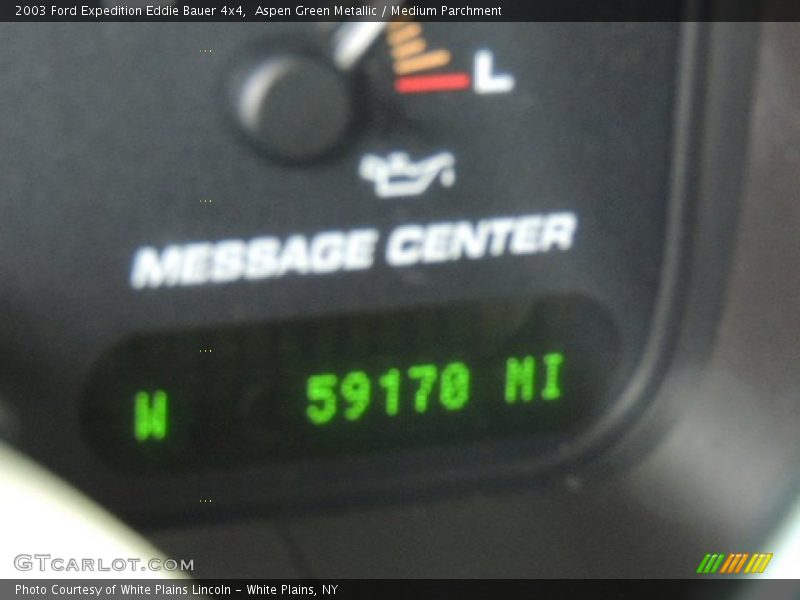 2003 Ford Expedition Eddie Bauer 4x4,  Aspen Green Metallic / Medium Parchment
L
MESSAGE CENTER
W 59170 MI
GTCARLOT.COM
Photo Courtesy of White Plains Lincoln - White Plains, NY